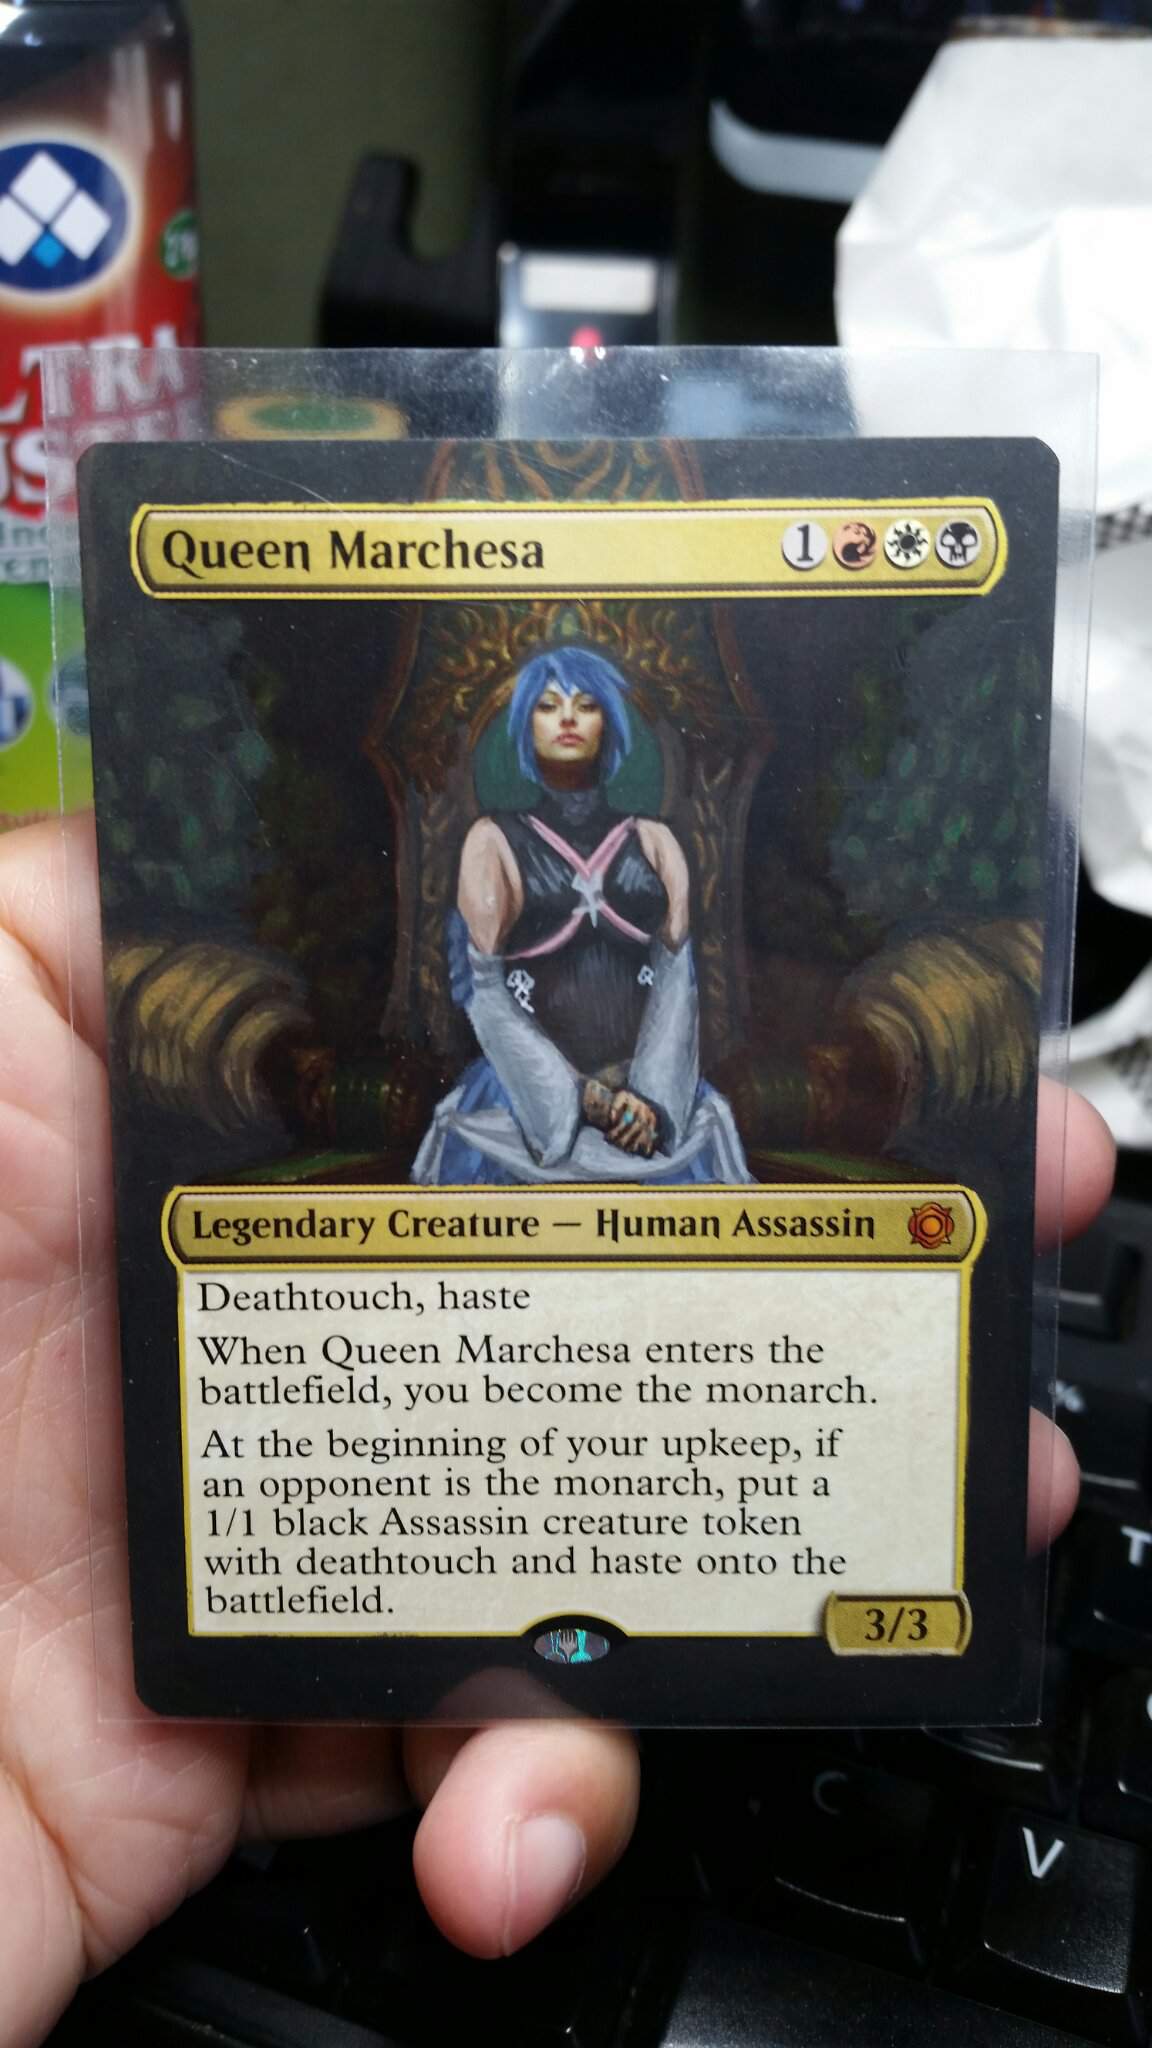 LTRA
Queen Marchesa 1
Legendary Creature — Human Assassin
Deathtouch, haste
When Queen Marchesa enters the
battlefield, you become the monarch.
At the beginning of your upkeep, if
an opponent is the monarch, put a
1/1 black Assassin creature token
with deathtouch and haste onto the
battlefield.
3/3
%
T
C
V